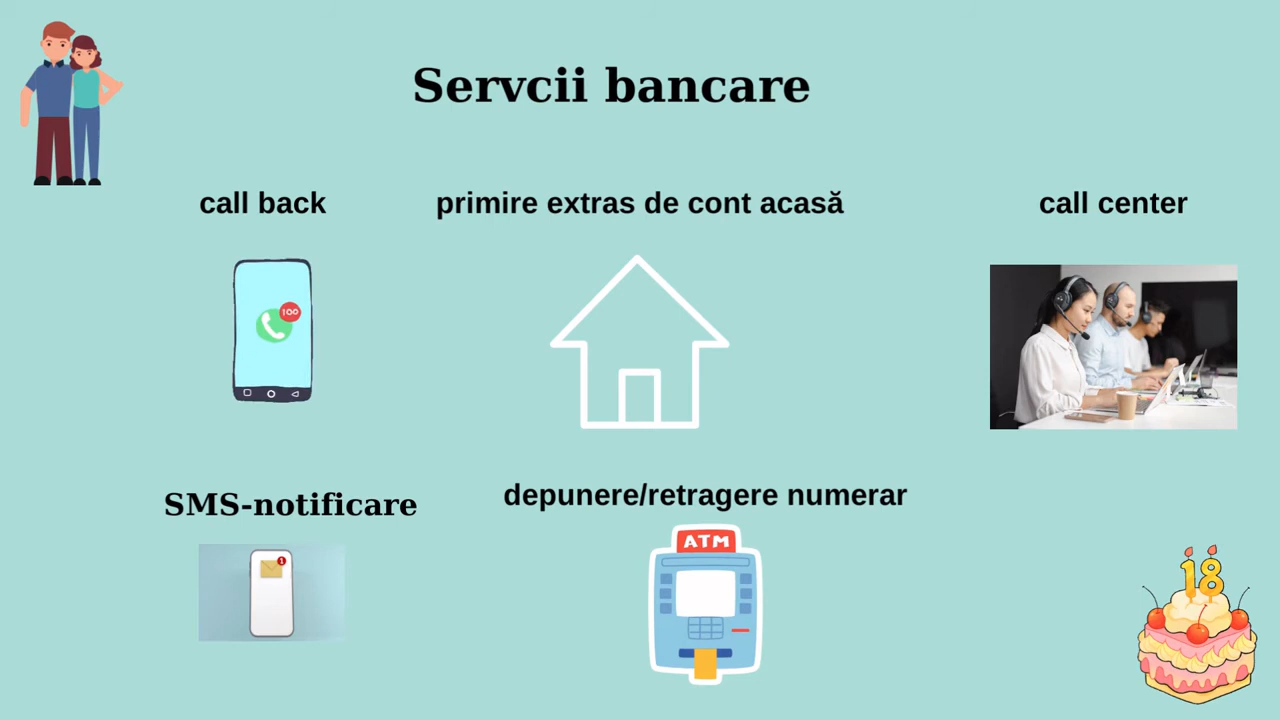 Servcii bancare
call back
primire extras de cont acasă
call center
100
SMS-notificare
1
depunere/retragere numerar
ATM
18